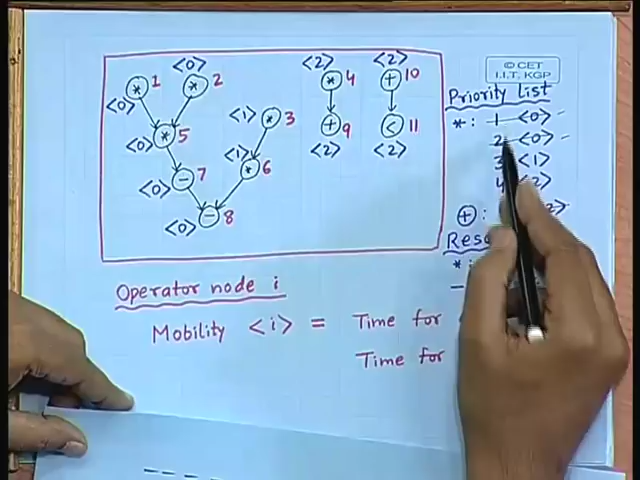 © CET
I.I.T, KGP
<0> <2> <2>
* 1 * 2 * 4 + 10
<0> <1> * 3
<0> * 5 + 9 < 11
<1> <2> <2>
- 7 * 6
<0>
- 8
<0>
Priority List
*: 1 <0>
2 <0>
3 <1>
4 <2>
+: 2>
*
-
Operator node i
Mobility <i> = Time for
Time for